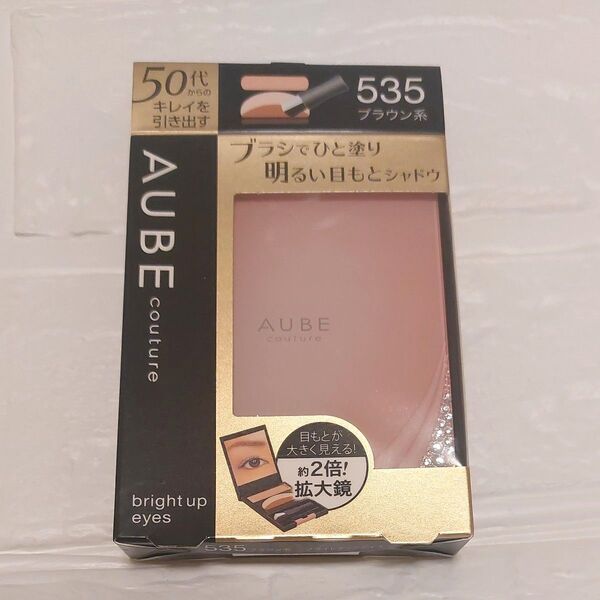 50代
からの
キレイを
引き出す
535
ブラウン系
ブラシでひと塗り
明るい目もとシャドウ
AUBE
couture
AUBE
couture
目もとが
大きく見える!
約2倍!
拡大鏡
bright up
eyes
535